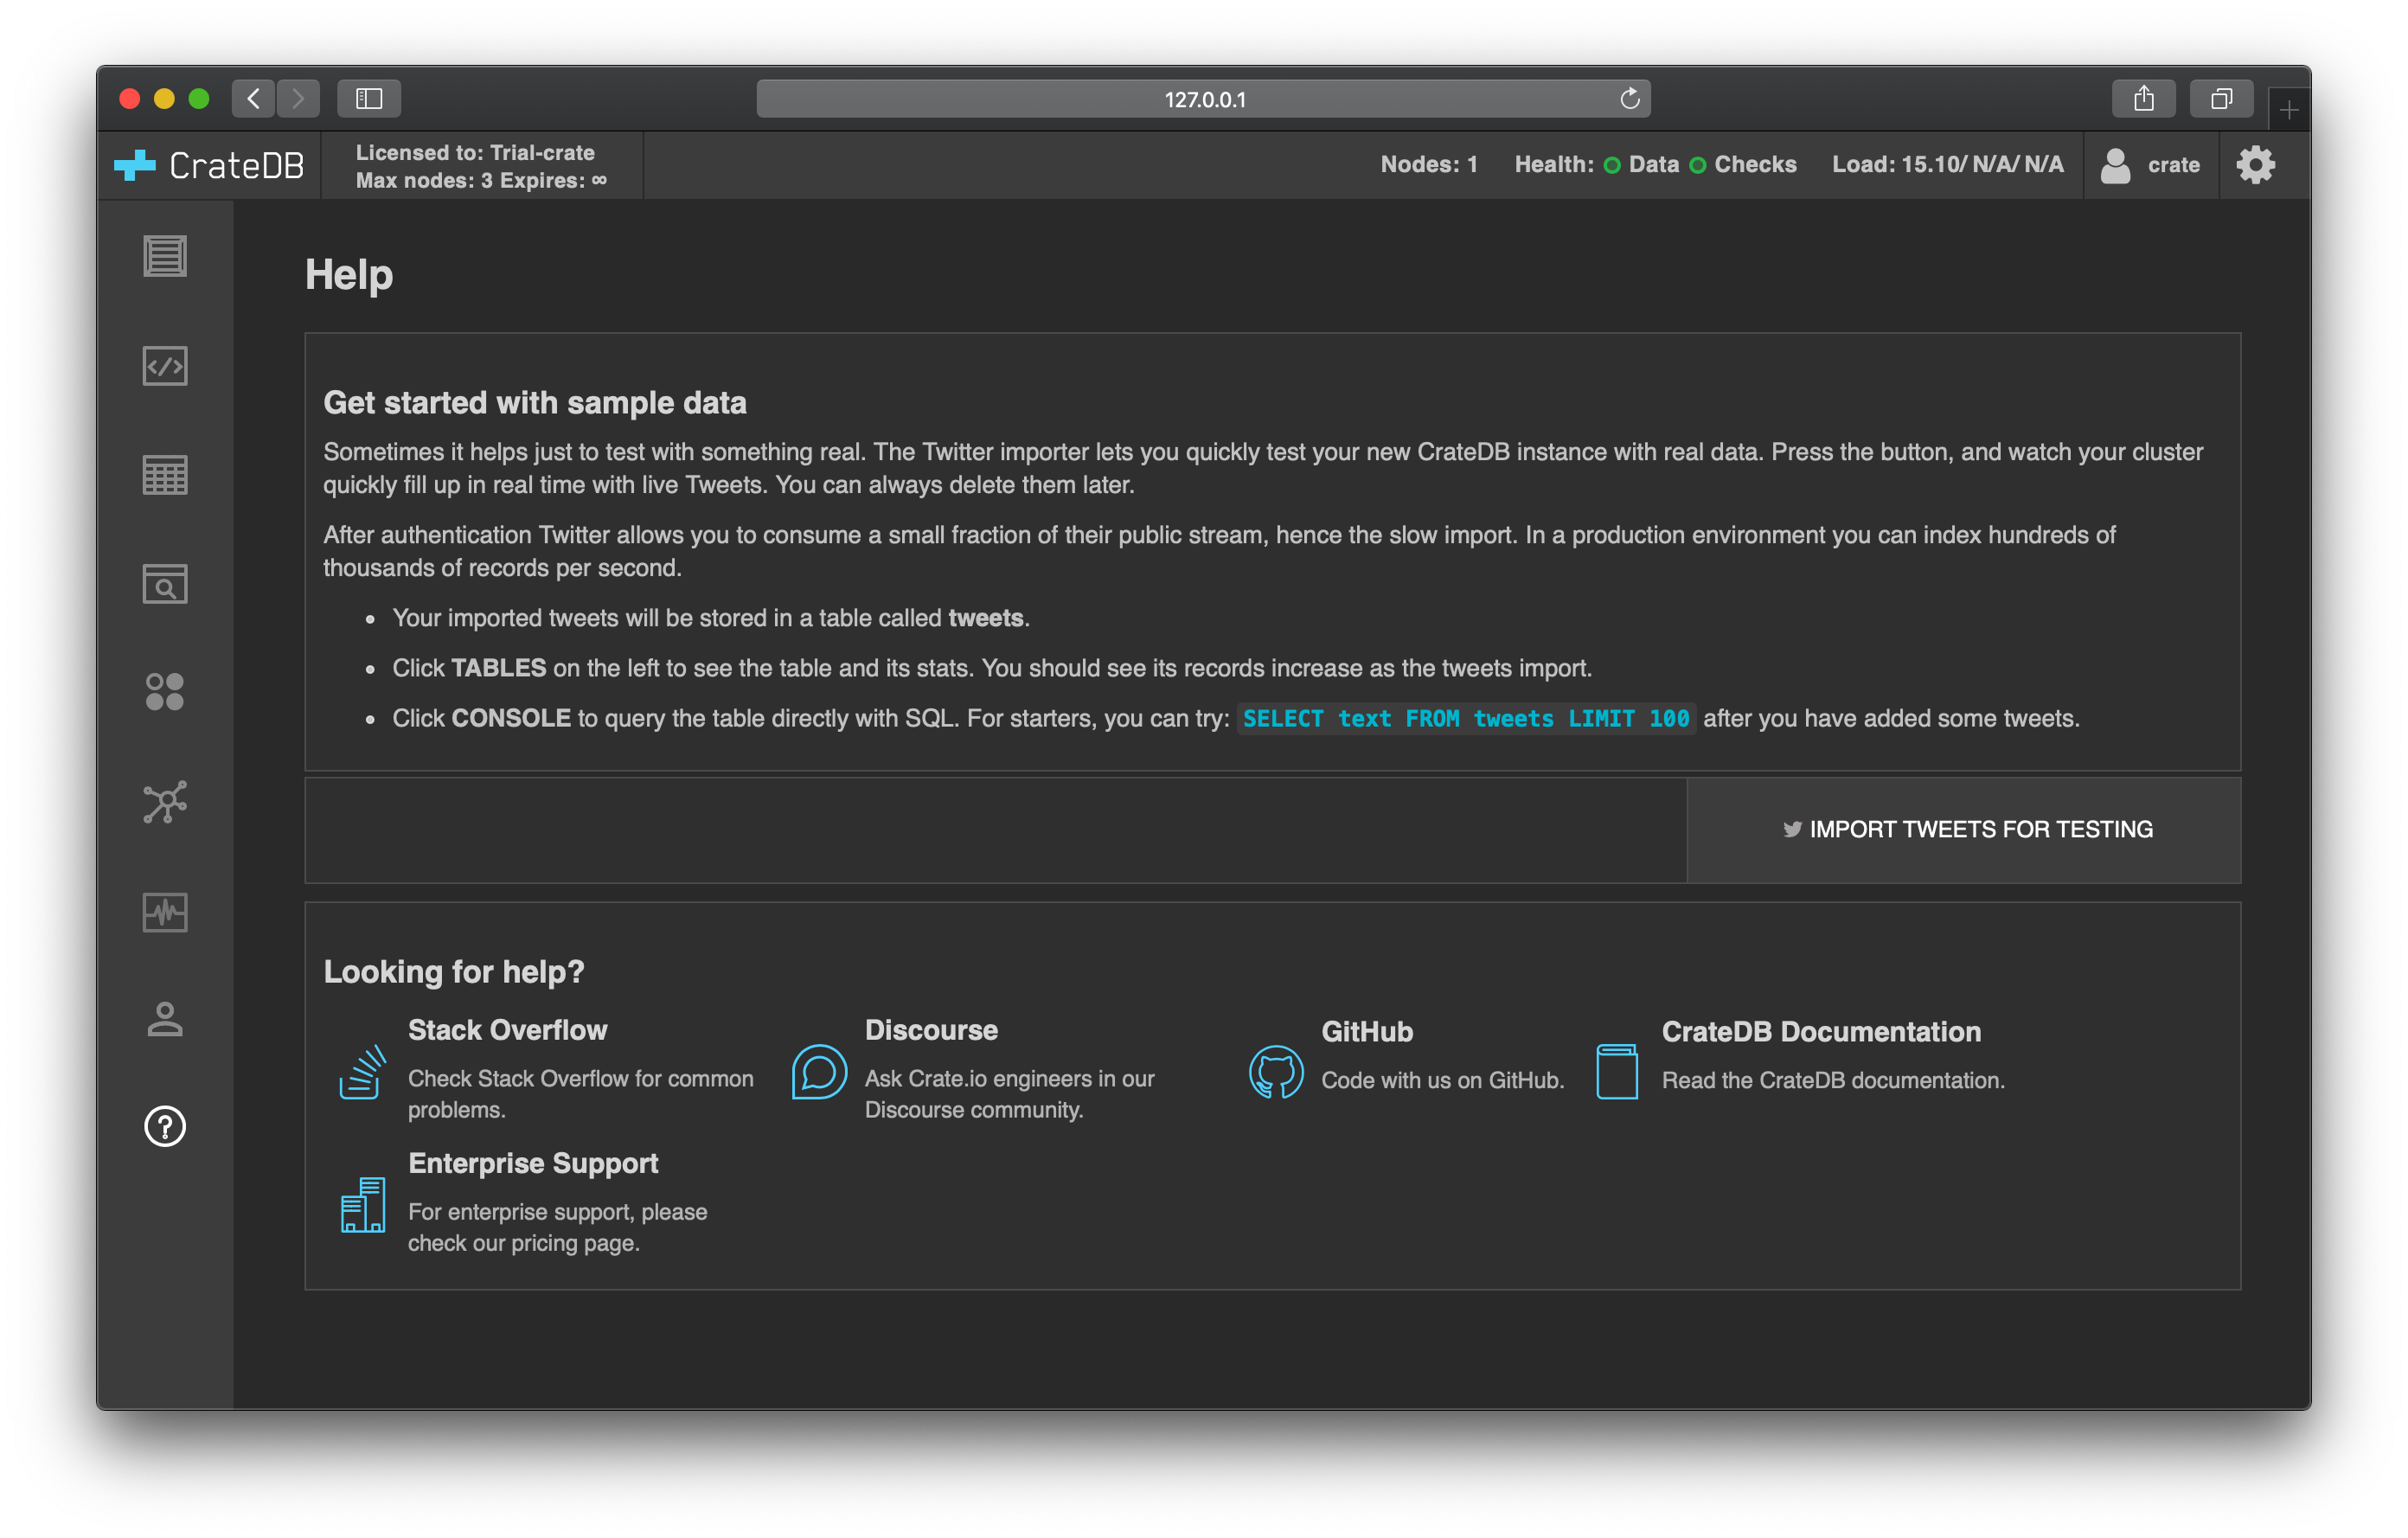 127.0.0.1
CrateDB
Licensed to: Trial-crate
Max nodes: 3 Expires: ∞
Nodes: 1 Health: Data Checks Load: 15.10/ N/A/ N/A crate
Help
Get started with sample data
Sometimes it helps just to test with something real. The Twitter importer lets you quickly test your new CrateDB instance with real data. Press the button, and watch your cluster
quickly fill up in real time with live Tweets. You can always delete them later.
After authentication Twitter allows you to consume a small fraction of their public stream, hence the slow import. In a production environment you can index hundreds of
thousands of records per second.
Your imported tweets will be stored in a table called tweets.
Click TABLES on the left to see the table and its stats. You should see its records increase as the tweets import.
Click CONSOLE to query the table directly with SQL. For starters, you can try: SELECT text FROM tweets LIMIT 100 after you have added some tweets.
IMPORT TWEETS FOR TESTING
Looking for help?
Stack Overflow
Check Stack Overflow for common
problems.
Discourse
Ask Crate.io engineers in our
Discourse community.
GitHub
Code with us on GitHub.
CrateDB Documentation
Read the CrateDB documentation.
Enterprise Support
For enterprise support, please
check our pricing page.